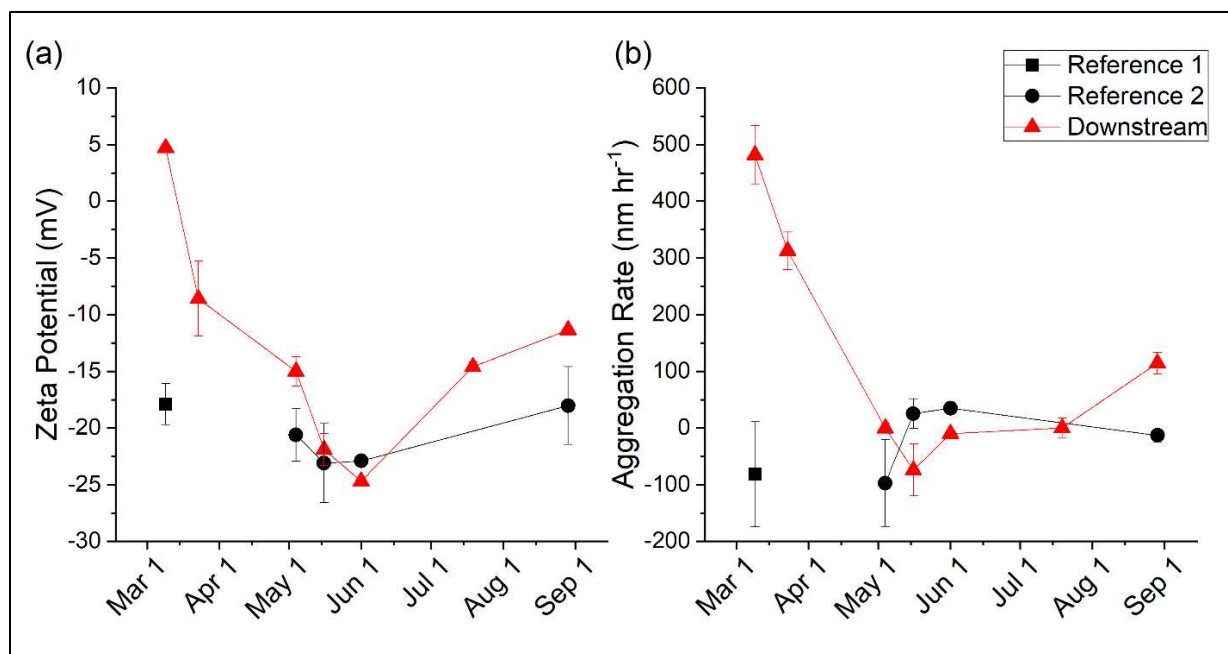 (a)
Zeta Potential (mV)
10
5
0
-5
-10
-15
-20
-25
-30
Mar 1
Apr 1
May 1
Jun 1
Jul 1
Aug 1
Sep 1
(b)
Reference 1
Reference 2
Downstream
Aggregation Rate (nm hr⁻¹)
600
500
400
300
200
100
0
-100
-200
Mar 1
Apr 1
May 1
Jun 1
Jul 1
Aug 1
Sep 1